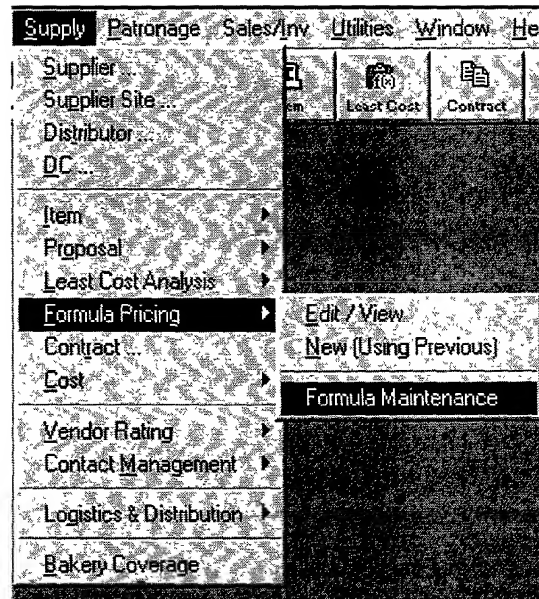 Supply Patronage Sales/Inv Utilities Window He
Supplier ...
Supplier Site ...
Distributor ...
DC ...
Least Cost
Contract
Item
Proposal
Least Cost Analysis
Formula Pricing
Contract ...
Cost
Edit / View
New (Using Previous)
Formula Maintenance
Vendor Rating
Contact Management
Logistics & Distribution
Bakery Coverage